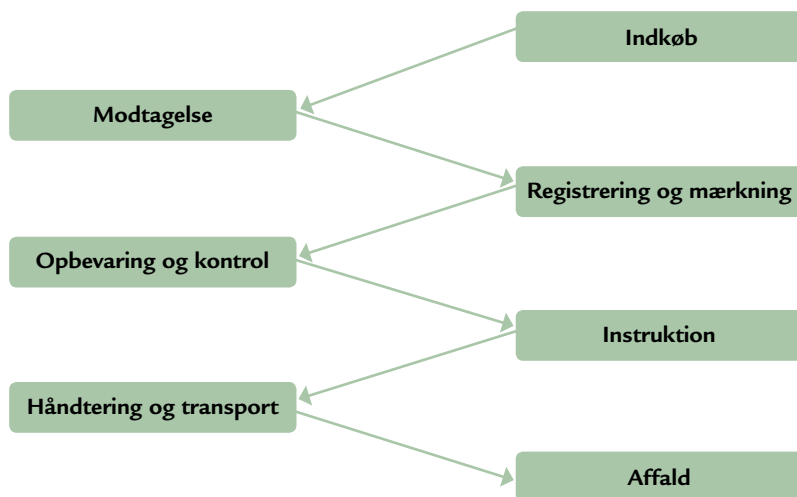 Indkøb
Modtagelse
Registrering og mærkning
Opbevaring og kontrol
Instruktion
Håndtering og transport
Affald